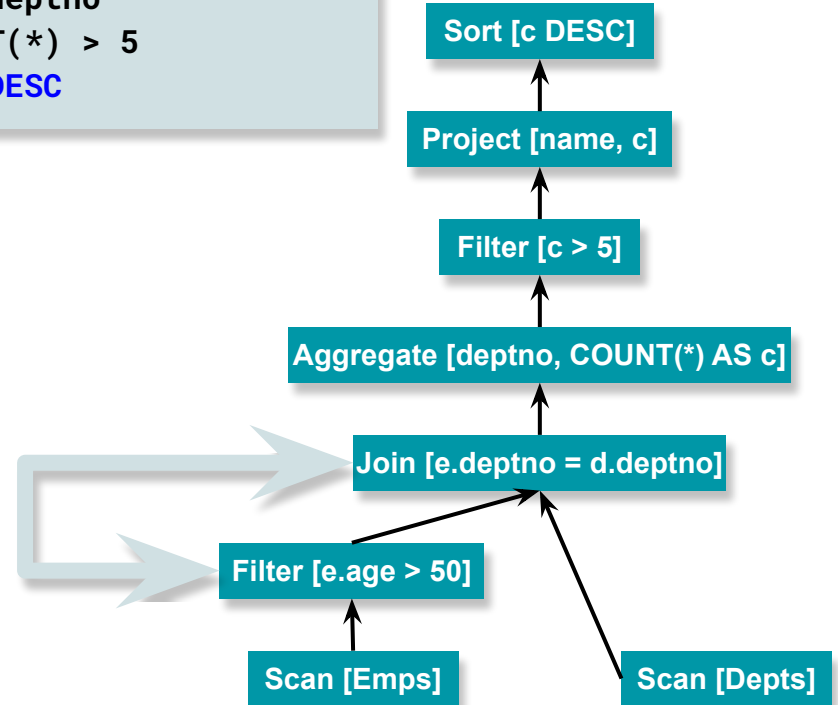 deptno
T(*) > 5
DESC
Sort [c DESC]
Project [name, c]
Filter [c > 5]
Aggregate [deptno, COUNT(*) AS c]
Join [e.deptno = d.deptno]
Filter [e.age > 50]
Scan [Emps]
Scan [Depts]